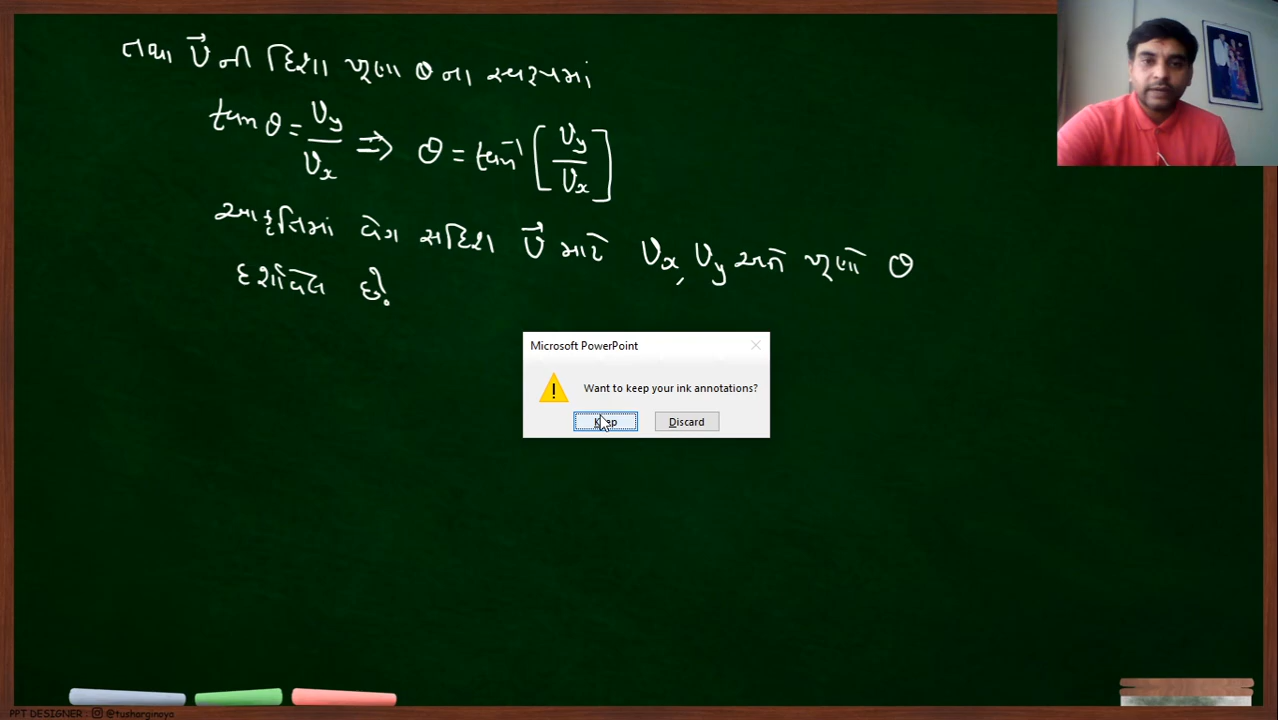 તથા v⃗ ની દિશા ખૂણા θ ના સ્વરૂપમાં
tan θ = Vy/Vx ⇒ θ = tan⁻¹ [Vy/Vx]
આકૃતિમાં વેગ સદિશ v⃗ માટે Vx, Vy અને ખૂણો θ
દર્શાવેલ છે.
Microsoft PowerPoint
Want to keep your ink annotations?
Keep Discard
PPT DESIGNER : @tusharginoya